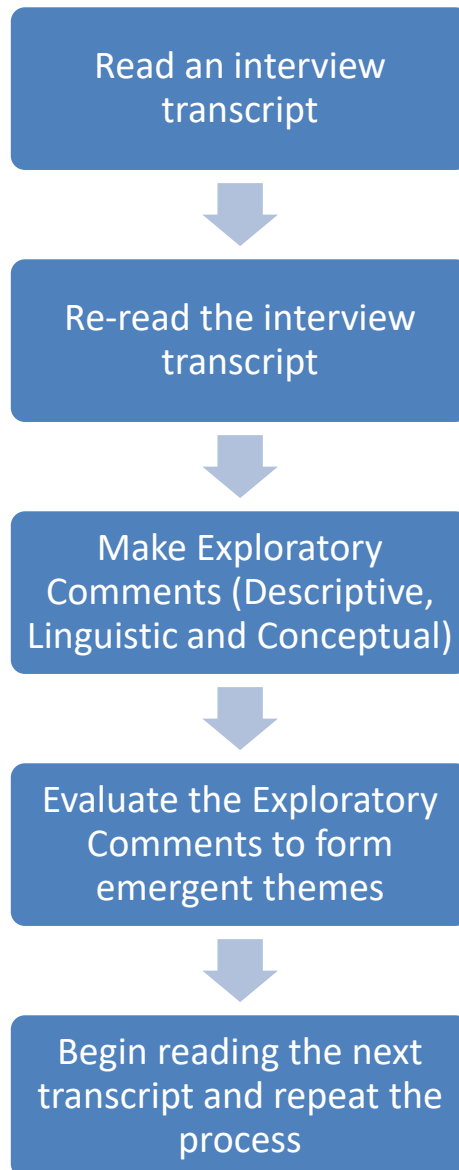 Read an interview
transcript
Re-read the interview
transcript
Make Exploratory
Comments (Descriptive,
Linguistic and Conceptual)
Evaluate the Exploratory
Comments to form
emergent themes
Begin reading the next
transcript and repeat the
process